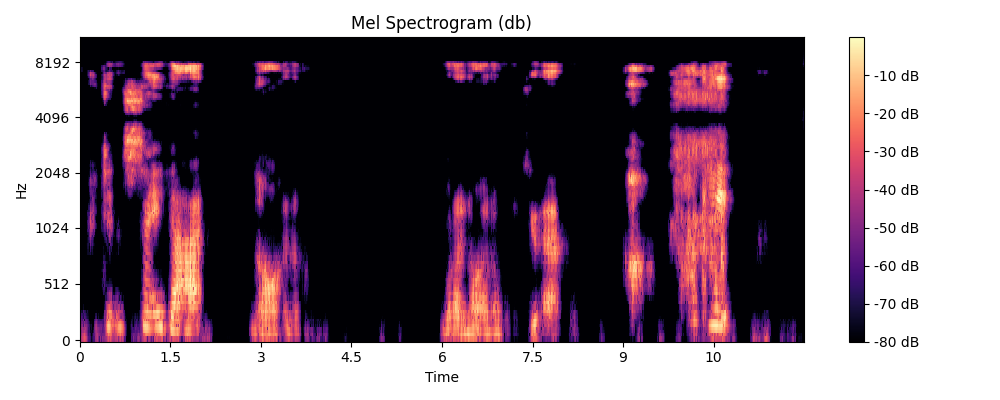 Mel Spectrogram (db)
Hz
8192
4096
2048
1024
512
0
0 1.5 3 4.5 6 7.5 9 10
Time
-10 dB
-20 dB
-30 dB
-40 dB
-50 dB
-60 dB
-70 dB
-80 dB